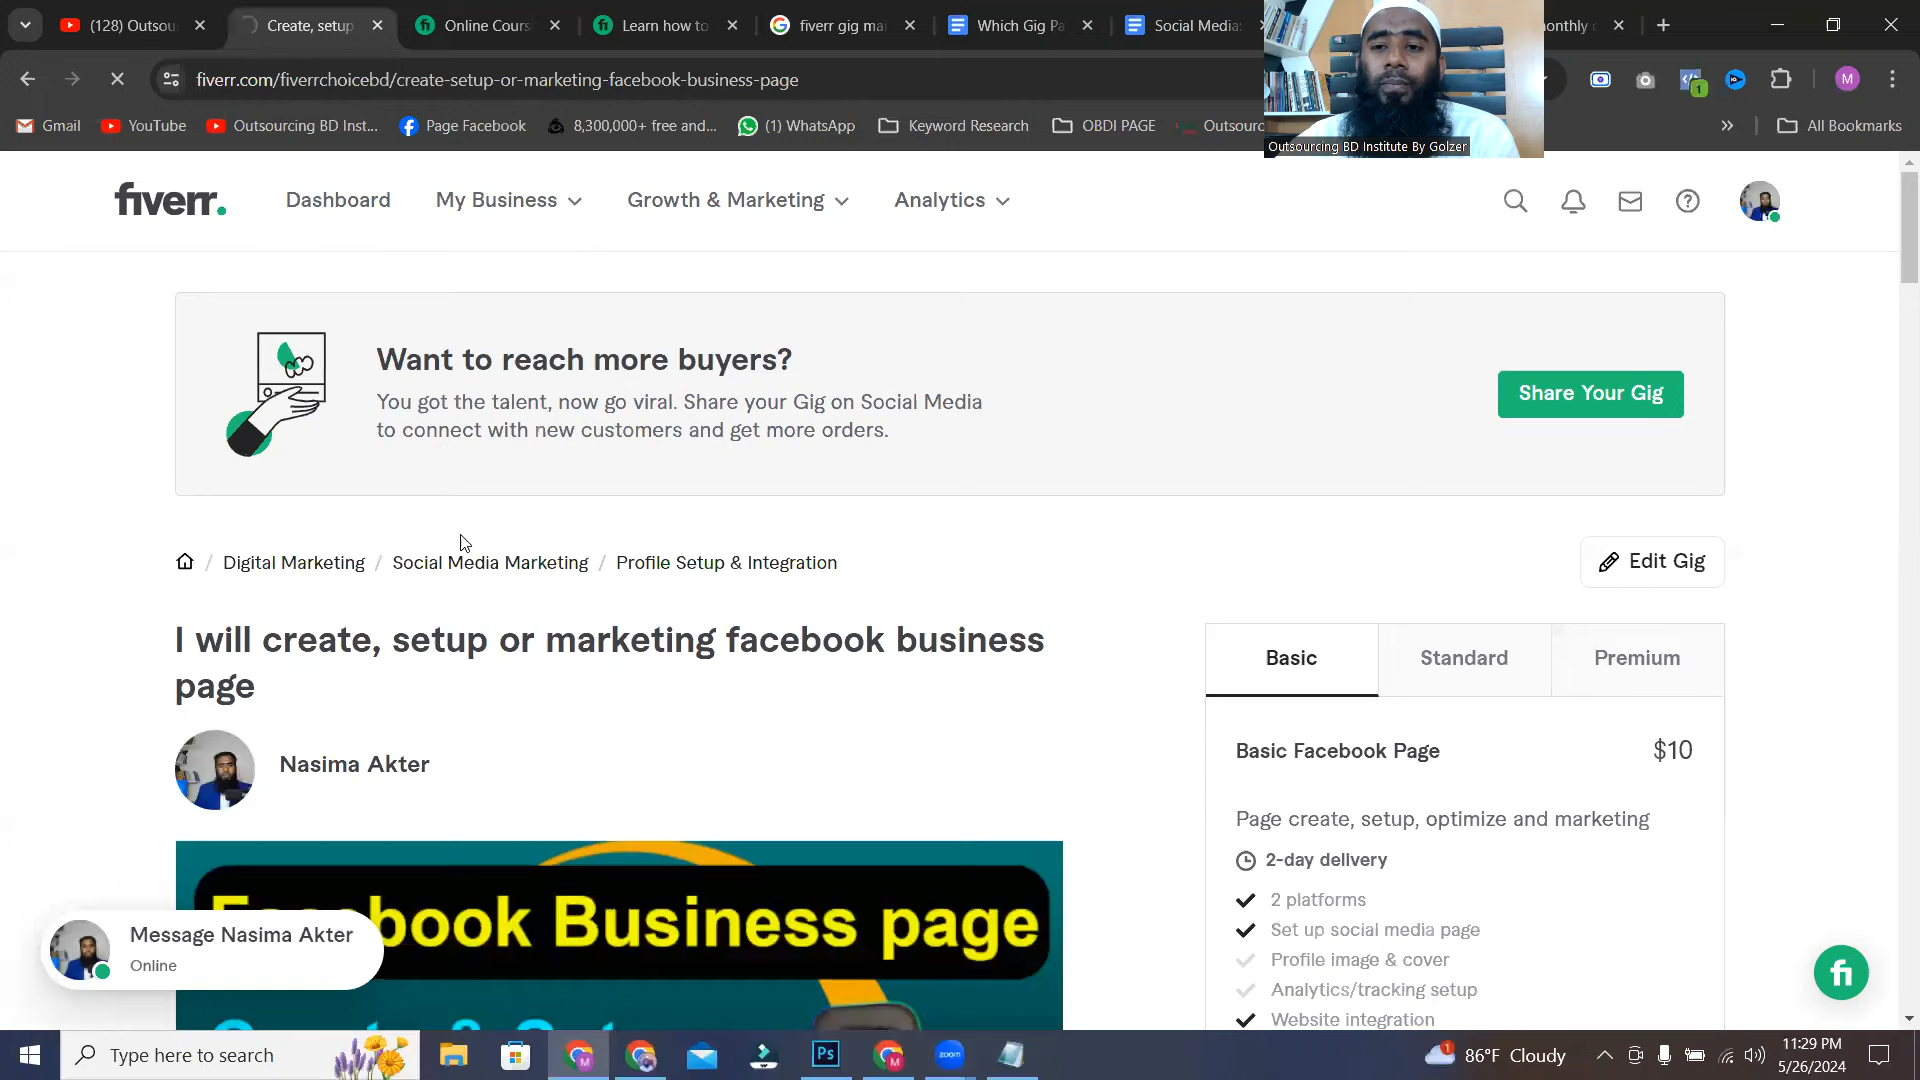 (128) Outsou
Create, setup
Online Cours
Learn how to
fiverr gig ma
Which Gig Pa
Social Media:
monthly
fiverr.com/fiverrchoicebd/create-setup-or-marketing-facebook-business-page
M
1
Gmail
YouTube
Outsourcing BD Inst...
Page Facebook
8,300,000+ free and...
(1) WhatsApp
Keyword Research
OBDI PAGE
Outsourc
All Bookmarks
Outsourcing BD Institute By Golzer
fiverr.
Dashboard
My Business
Growth & Marketing
Analytics
Want to reach more buyers?
You got the talent, now go viral. Share your Gig on Social Media
to connect with new customers and get more orders.
Share Your Gig
Digital Marketing / Social Media Marketing / Profile Setup & Integration
Edit Gig
I will create, setup or marketing facebook business
page
Nasima Akter
Facebook Business page
Message Nasima Akter
Online
Basic
Standard
Premium
Basic Facebook Page
$10
Page create, setup, optimize and marketing
2-day delivery
2 platforms
Set up social media page
Profile image & cover
Analytics/tracking setup
Website integration
fi
Type here to search
Ps
zoom
86°F Cloudy
11:29 PM
5/26/2024